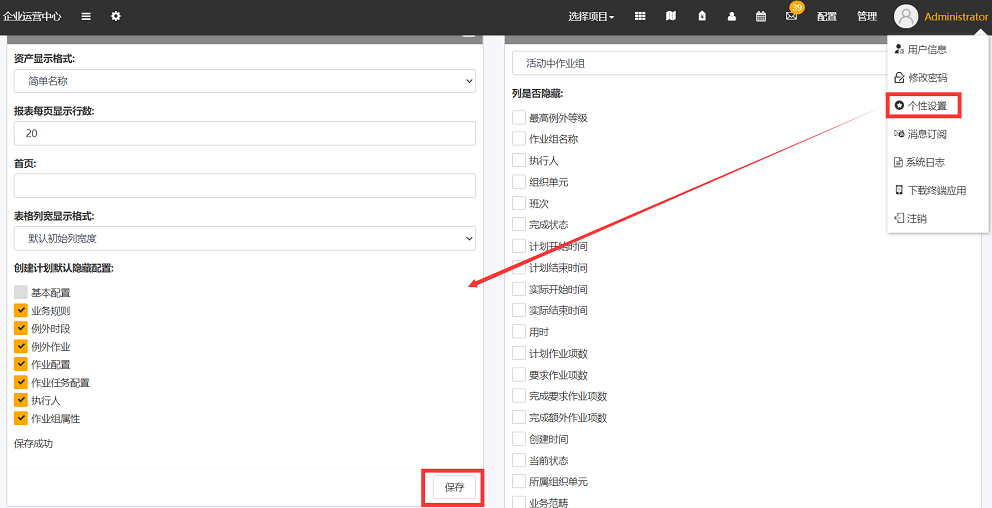 企业运营中心
选择项目
39
配置
管理
Administrator
资产显示格式:
简单名称
报表每页显示行数:
20
首页:
表格列宽显示格式:
默认初始列宽度
创建计划默认隐藏配置:
基本配置
业务规则
例外时段
例外作业
作业配置
作业任务配置
执行人
作业组属性
保存成功
保存
活动中作业组
列是否隐藏:
最高例外等级
作业组名称
执行人
组织单元
班次
完成状态
计划开始时间
计划结束时间
实际开始时间
实际结束时间
用时
计划作业项数
要求作业项数
完成要求作业项数
完成额外作业项数
创建时间
当前状态
所属组织单元
业务范畴
用户信息
修改密码
个性设置
消息订阅
系统日志
下载终端应用
注销